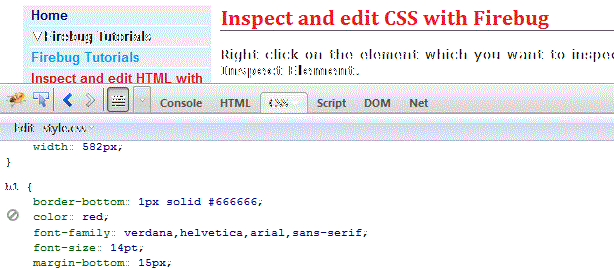 Home
Firebug Tutorials
Firebug Tutorials
Inspect and edit HTML with
Inspect and edit CSS with Firebug
Right click on the element which you want to inspec
Inspect Element.
Console HTML CSS Script DOM Net
Edit style.css
width: 582px;
}
h1 {
border-bottom: 1px solid #666666;
color: red;
font-family: verdana,helvetica,arial,sans-serif;
font-size: 14pt;
margin-bottom: 15px;